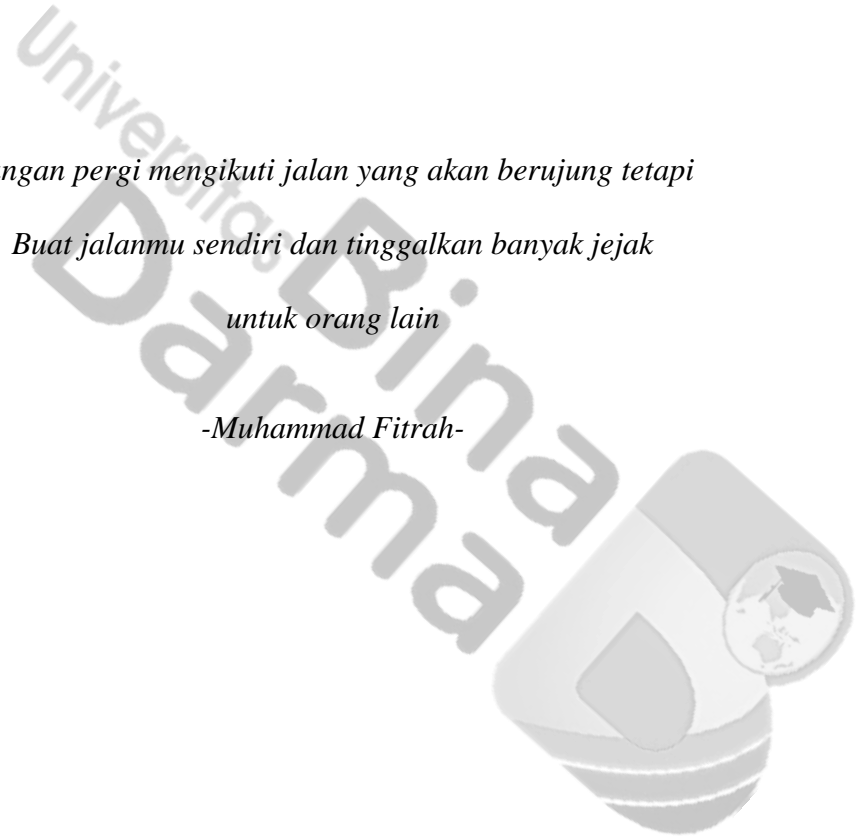 ngan pergi mengikuti jalan yang akan berujung tetapi
Buat jalanmu sendiri dan tinggalkan banyak jejak
untuk orang lain
-Muhammad Fitrah-
Universitas
Bina
Darma